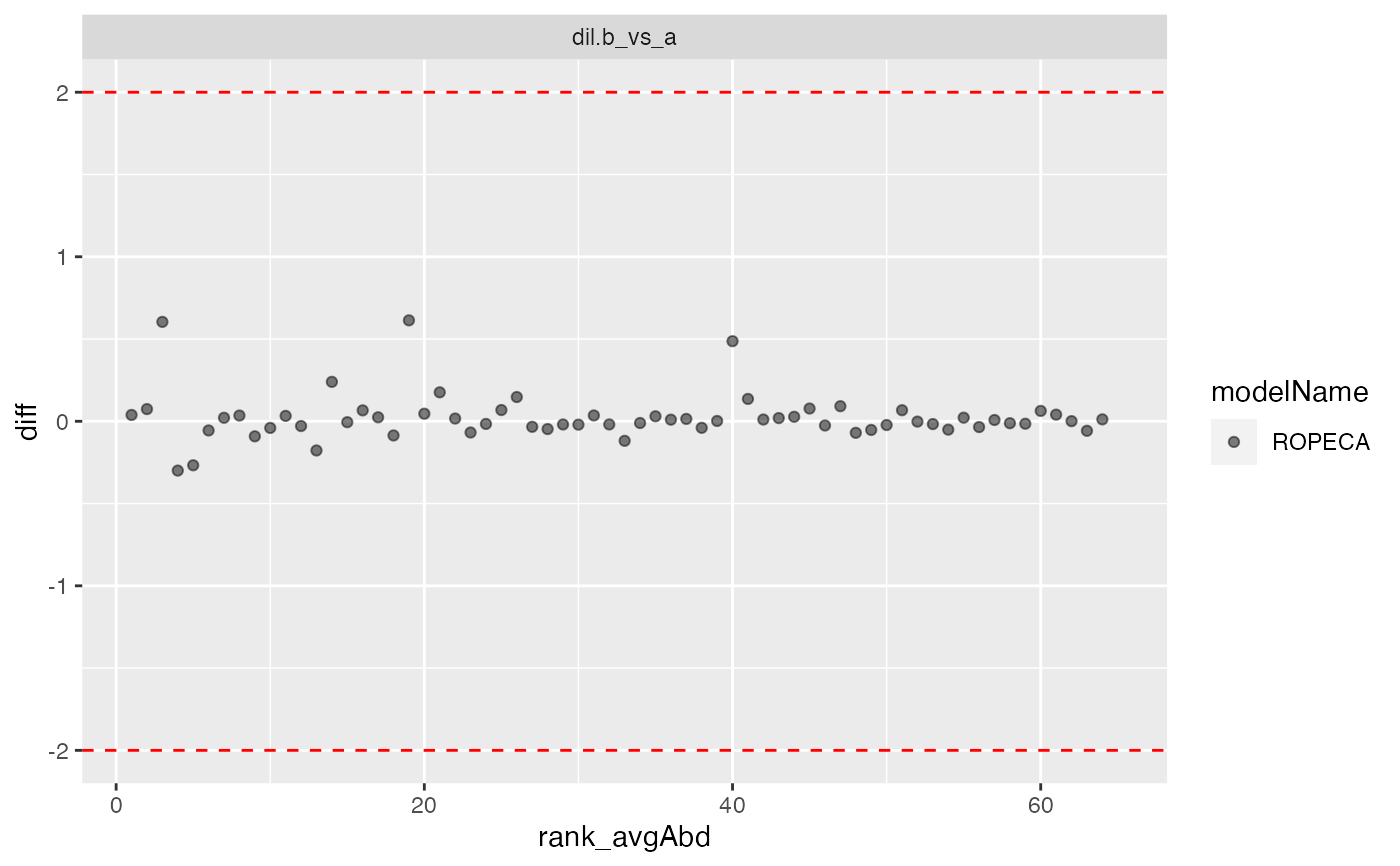 dil.b_vs_a
2
1
0
-1
-2
diff
0 20 40 60
rank_avgAbd
modelName
ROPECA